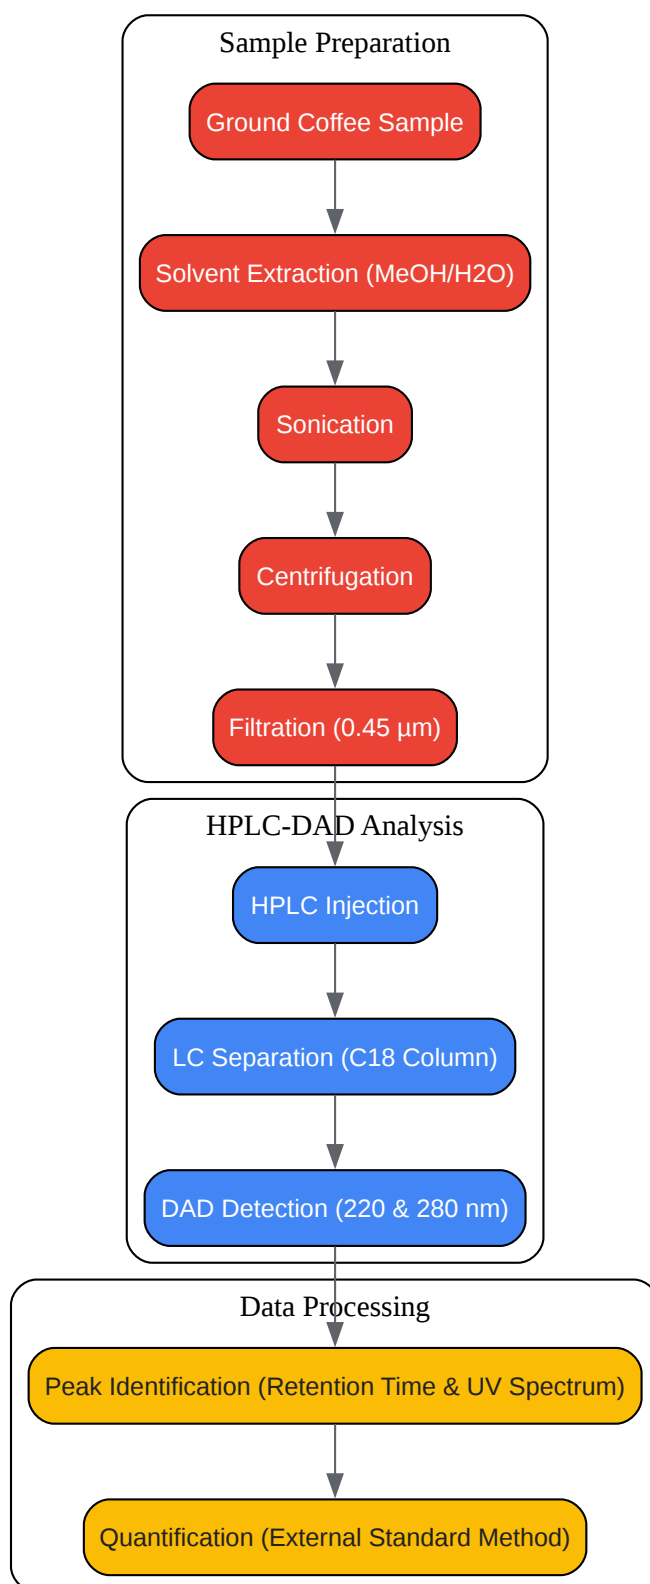 Sample Preparation
Ground Coffee Sample
Solvent Extraction (MeOH/H2O)
Sonication
Centrifugation
Filtration (0.45 µm)
HPLC-DAD Analysis
HPLC Injection
LC Separation (C18 Column)
DAD Detection (220 & 280 nm)
Data Processing
Peak Identification (Retention Time & UV Spectrum)
Quantification (External Standard Method)